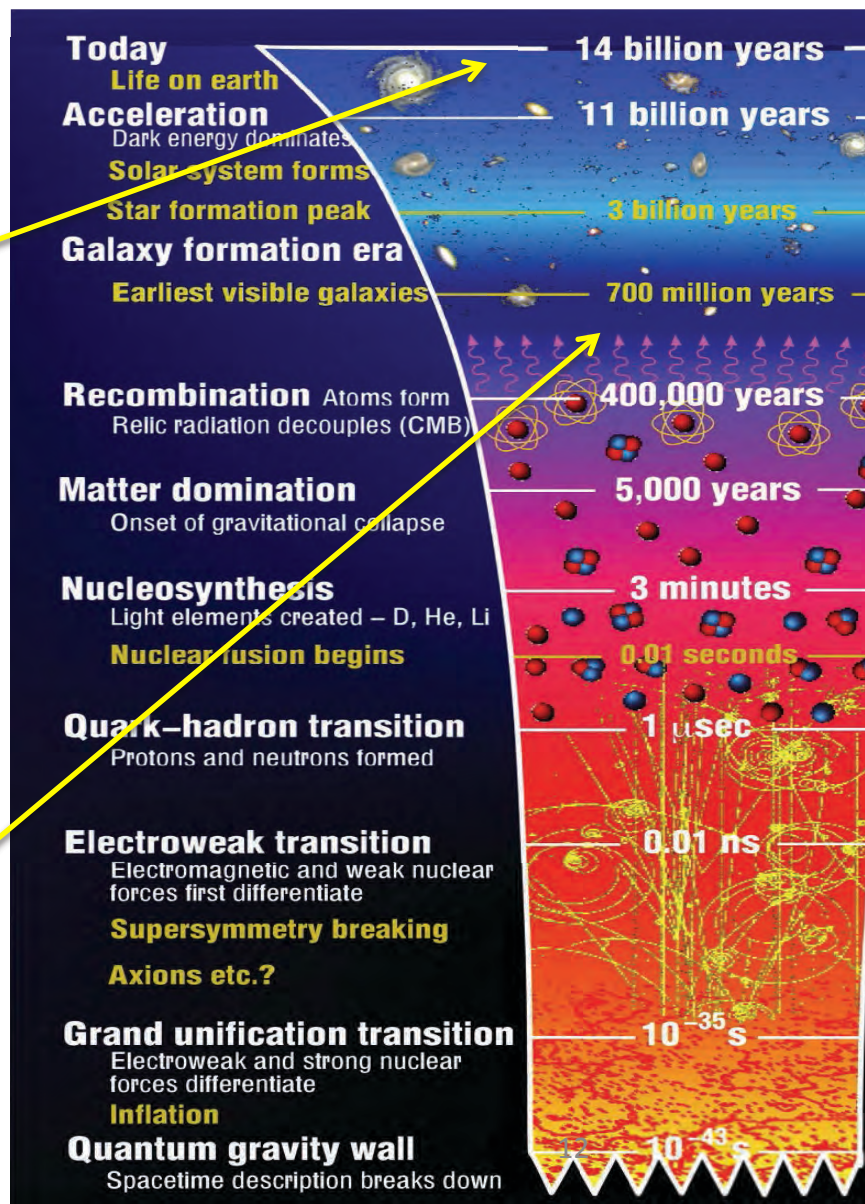 Today 14 billion years
Life on earth
Acceleration 11 billion years
Dark energy dominates
Solar system forms
Star formation peak 3 billion years
Galaxy formation era
Earliest visible galaxies 700 million years
Recombination Atoms form 400,000 years
Relic radiation decouples (CMB)
Matter domination 5,000 years
Onset of gravitational collapse
Nucleosynthesis 3 minutes
Light elements created – D, He, Li
Nuclear fusion begins 0.01 seconds
Quark–hadron transition 1 μsec
Protons and neutrons formed
Electroweak transition 0.01 ns
Electromagnetic and weak nuclear
forces first differentiate
Supersymmetry breaking
Axions etc.?
Grand unification transition 10⁻³⁵s
Electroweak and strong nuclear
forces differentiate
Inflation
Quantum gravity wall 12 10⁻⁴³s
Spacetime description breaks down